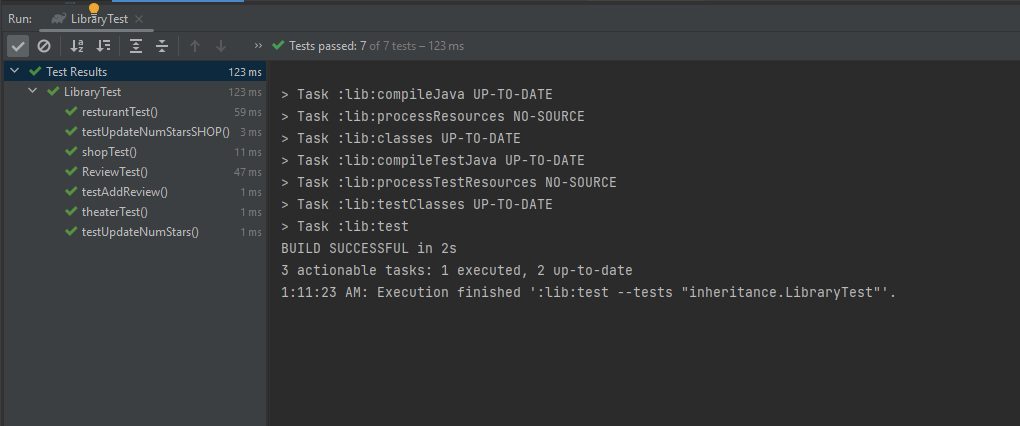 Run: LibraryTest
Tests passed: 7 of 7 tests – 123 ms
Test Results 123 ms
LibraryTest 123 ms
resturantTest() 59 ms
testUpdateNumStarsSHOP() 3 ms
shopTest() 11 ms
ReviewTest() 47 ms
testAddReview() 1 ms
theaterTest() 1 ms
testUpdateNumStars() 1 ms
> Task :lib:compileJava UP-TO-DATE
> Task :lib:processResources NO-SOURCE
> Task :lib:classes UP-TO-DATE
> Task :lib:compileTestJava UP-TO-DATE
> Task :lib:processTestResources NO-SOURCE
> Task :lib:testClasses UP-TO-DATE
> Task :lib:test
BUILD SUCCESSFUL in 2s
3 actionable tasks: 1 executed, 2 up-to-date
1:11:23 AM: Execution finished ':lib:test --tests "inheritance.LibraryTest"'.